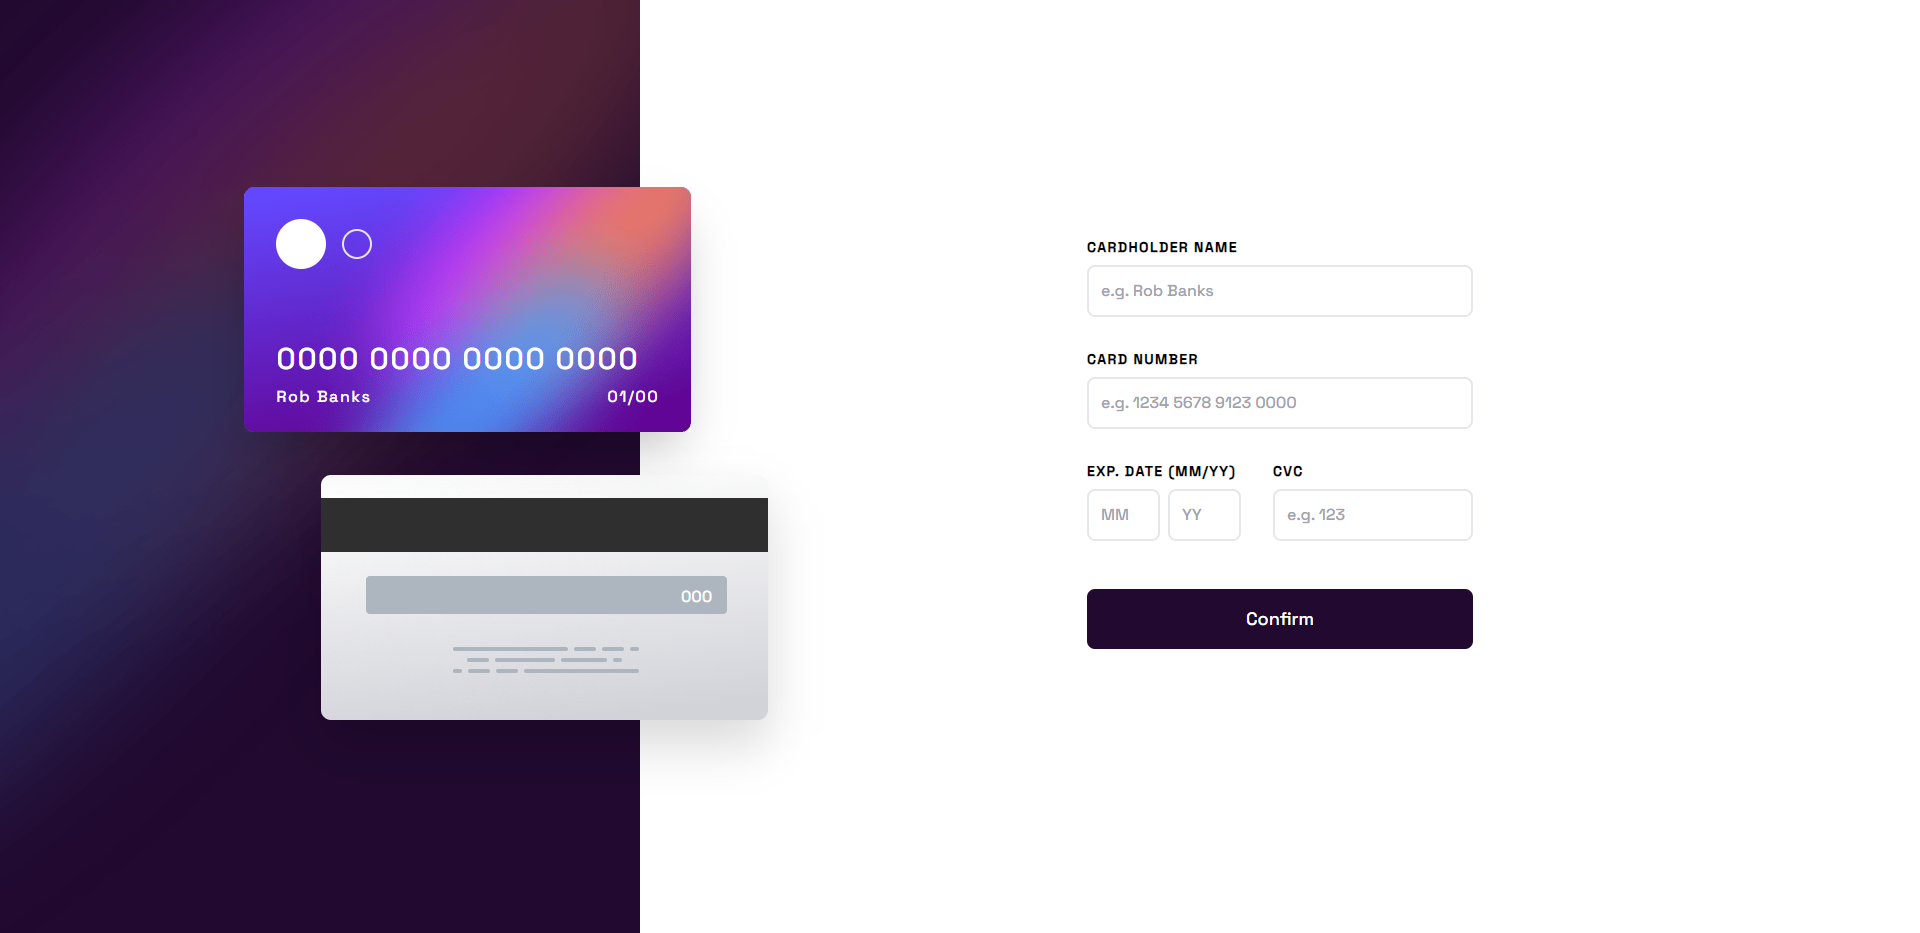 0000 0000 0000 0000
Rob Banks 01/00
000
CARDHOLDER NAME
e.g. Rob Banks
CARD NUMBER
e.g. 1234 5678 9123 0000
EXP. DATE (MM/YY) CVC
MM YY e.g. 123
Confirm